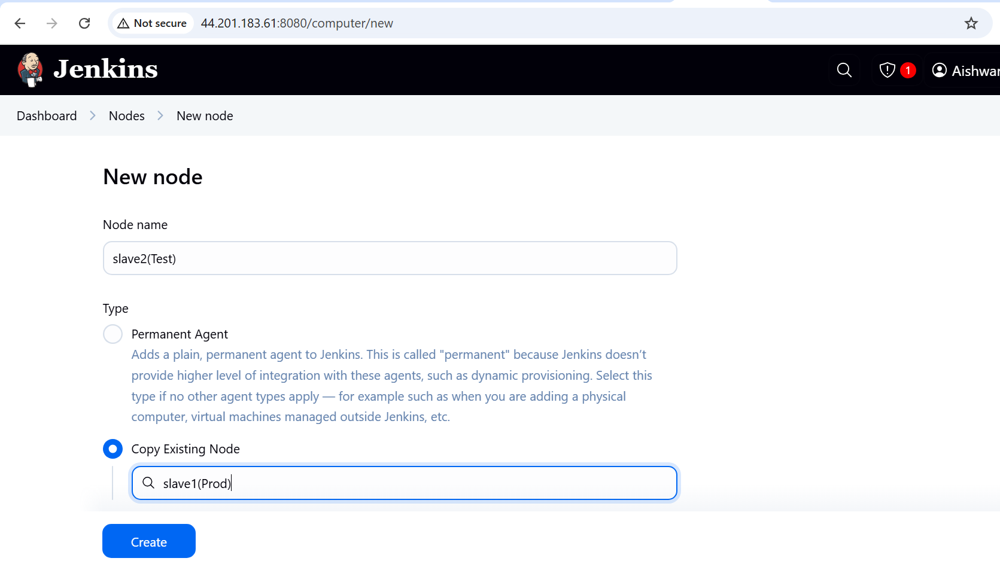 Not secure 44.201.183.61:8080/computer/new
Jenkins 1 Aishwar
Dashboard Nodes New node
New node
Node name
slave2(Test)
Type
Permanent Agent
Adds a plain, permanent agent to Jenkins. This is called "permanent" because Jenkins doesn’t
provide higher level of integration with these agents, such as dynamic provisioning. Select this
type if no other agent types apply — for example such as when you are adding a physical
computer, virtual machines managed outside Jenkins, etc.
Copy Existing Node
slave1(Prod)
Create